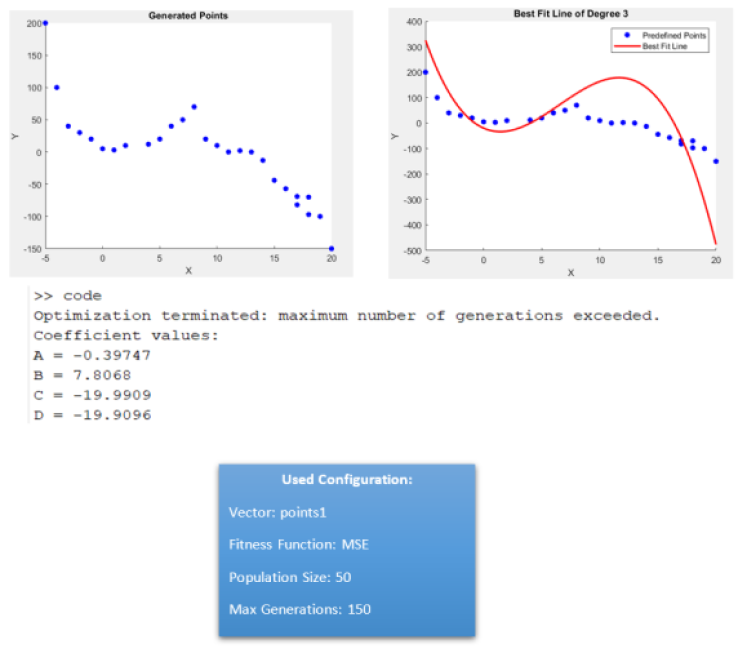 Generated Points
200
150
100
50
0
-50
-100
-150
Y
-5
0
5
10
15
20
X
Best Fit Line of Degree 3
400
300
200
100
0
-100
-200
-300
-400
-500
Y
-5
0
5
10
15
20
X
Predefined Points
Best Fit Line
>> code
Optimization terminated: maximum number of generations exceeded.
Coefficient values:
A = -0.39747
B = 7.8068
C = -19.9909
D = -19.9096
Used Configuration:
Vector: points1
Fitness Function: MSE
Population Size: 50
Max Generations: 150